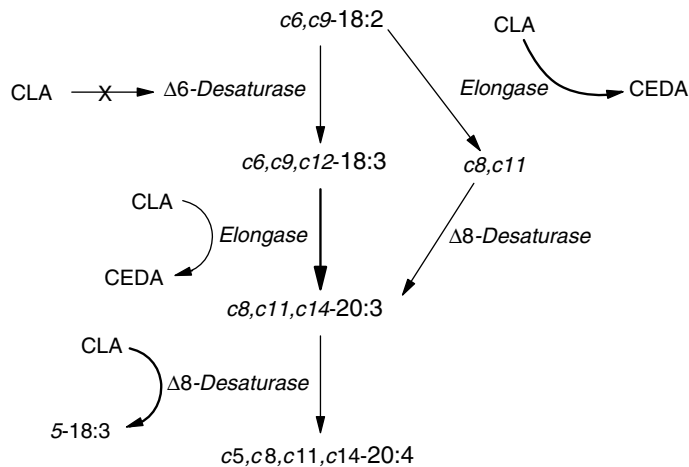 c6,c9-18:2
CLA
CLA
X
Δ6-Desaturase
Elongase
CEDA
c6,c9,c12-18:3
c8,c11
CLA
Elongase
Δ8-Desaturase
CEDA
c8,c11,c14-20:3
CLA
Δ8-Desaturase
5-18:3
c5,c8,c11,c14-20:4